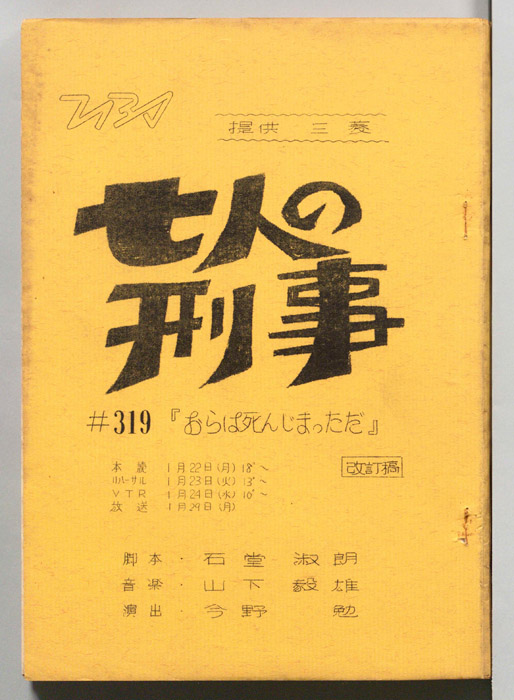 TBS
提供 三菱
七人の
刑事
#319『おらは死んじまっただ』
本読 1月22日(月) 18°~
リハーサル 1月23日(火) 13°~
VTR 1月24日(水) 10°~
放送 1月29日(月)
改訂稿
脚本・石堂淑朗
音楽・山下毅雄
演出・今野勉